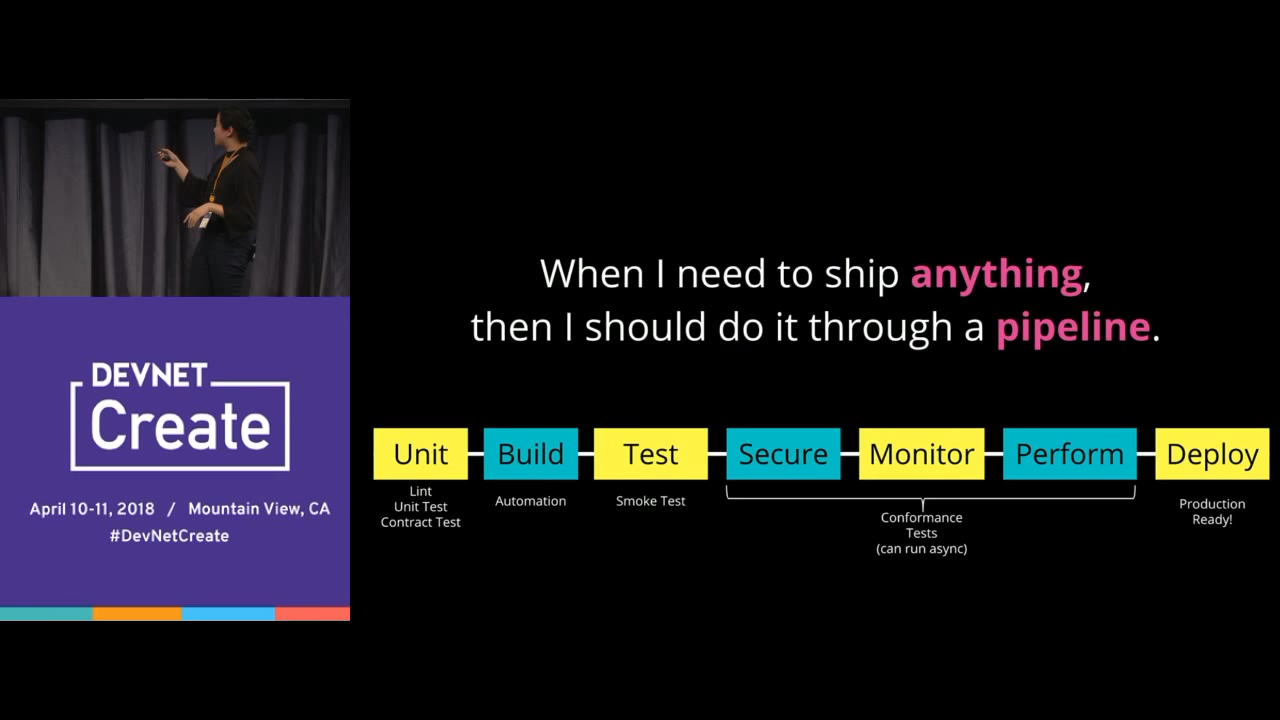 DEVNET
Create
April 10-11, 2018 / Mountain View, CA
#DevNetCreate
When I need to ship anything,
then I should do it through a pipeline.
Unit
Build
Test
Secure
Monitor
Perform
Deploy
Lint
Unit Test
Contract Test
Automation
Smoke Test
Conformance
Tests
(can run async)
Production
Ready!